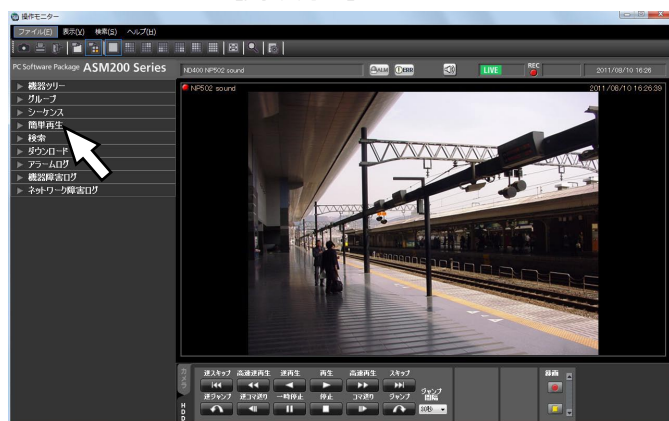 操作モニター
ファイル(F) 表示(V) 検索(S) ヘルプ(H)
PC Software Package ASM200 Series
ND400 NP502 sound
ALM
ERR
LIVE
REC
2011/08/10 16:26
▶ 機器ツリー
▶ グループ
▶ シーケンス
▶ 簡単再生
▶ 検索
▶ ダウンロード
▶ アラームログ
▶ 機器障害ログ
▶ ネットワーク障害ログ
NP502 sound
2011/08/10 16:26:39
逆スキップ 高速逆再生 逆再生 再生 高速再生 スキップ
逆ジャンプ 逆コマ送り 一時停止 停止 コマ送り ジャンプ
ジャンプ
間隔
30秒
録画
カメラ
HDD